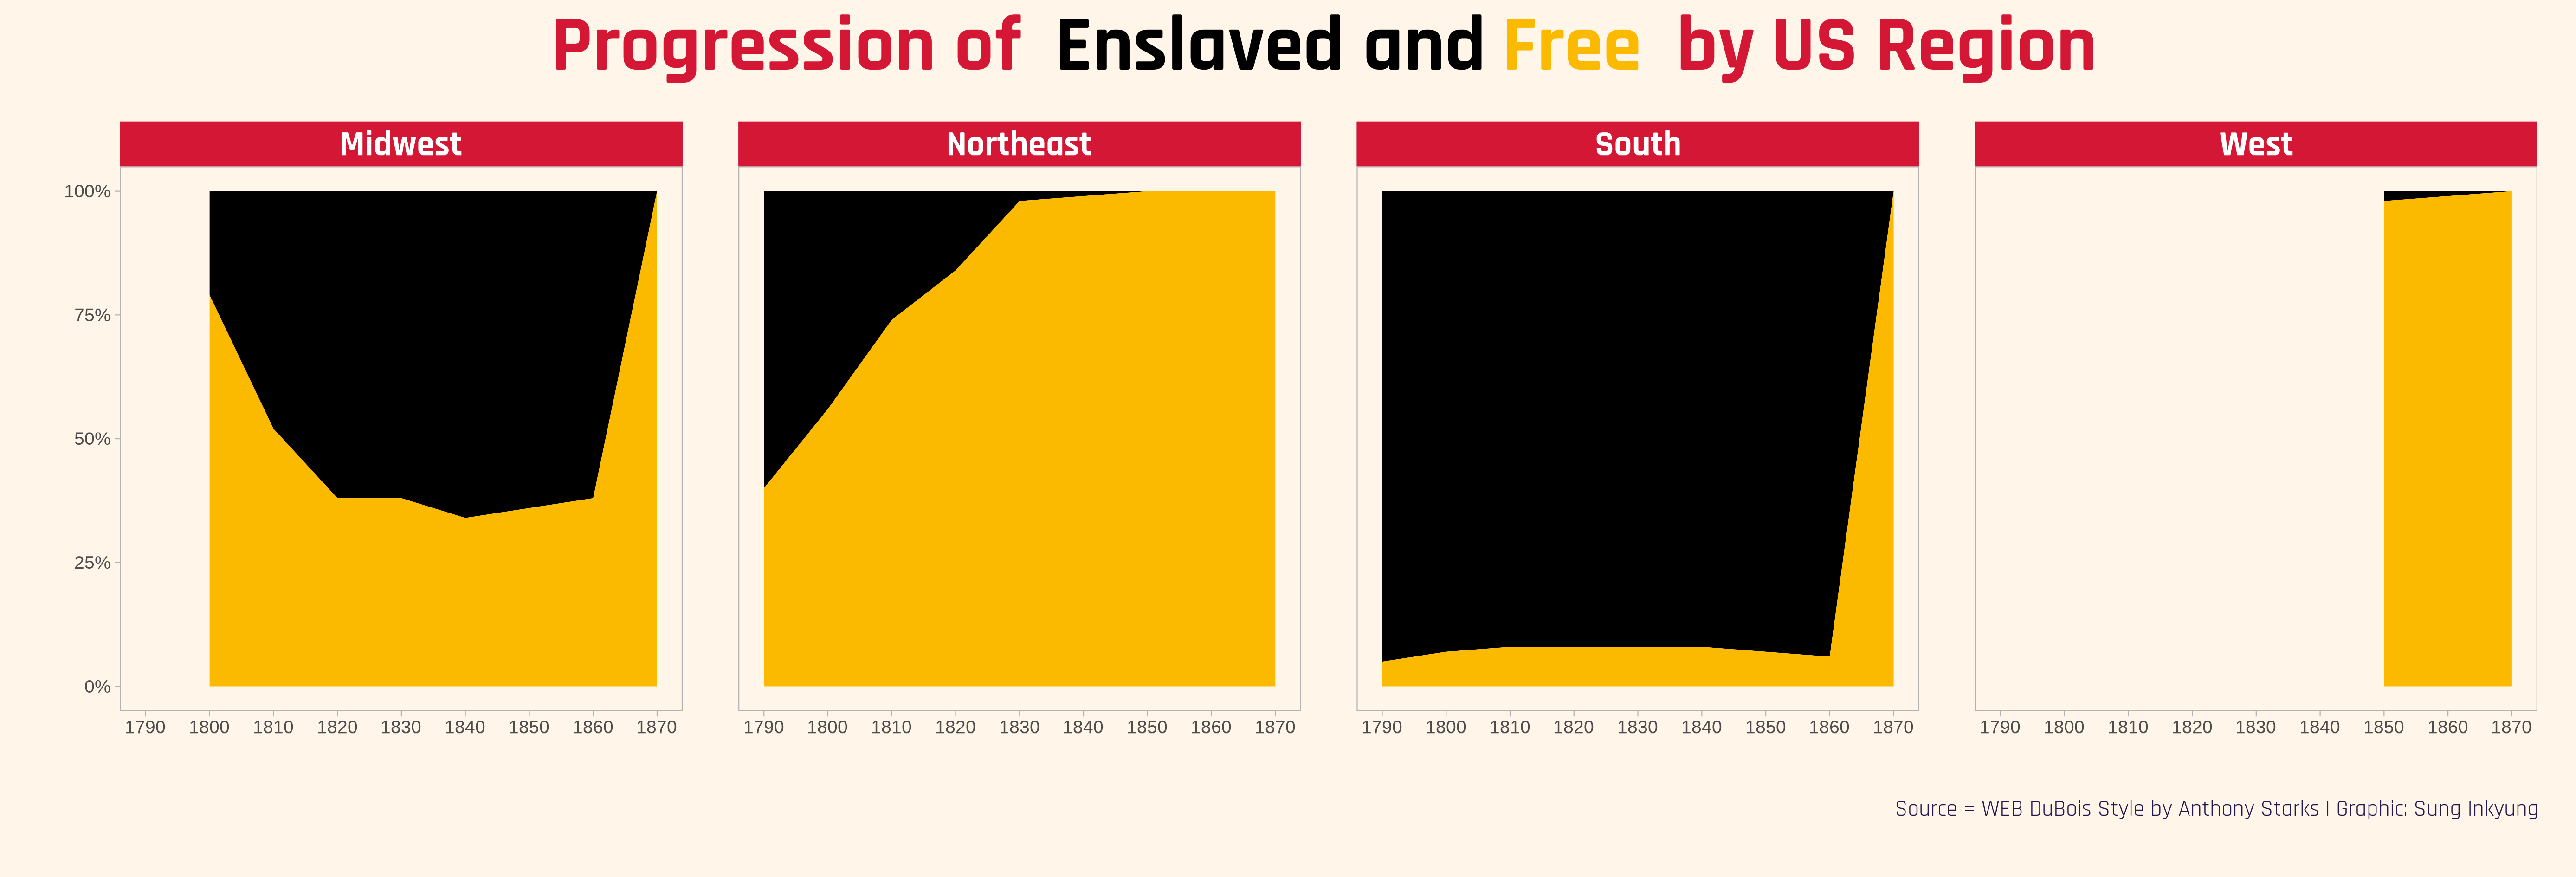 Progression of Enslaved and Free by US Region
Midwest
Northeast
South
West
100%
75%
50%
25%
0%
1790 1800 1810 1820 1830 1840 1850 1860 1870
1790 1800 1810 1820 1830 1840 1850 1860 1870
1790 1800 1810 1820 1830 1840 1850 1860 1870
1790 1800 1810 1820 1830 1840 1850 1860 1870
Source = WEB DuBois Style by Anthony Starks | Graphic: Sung Inkyung